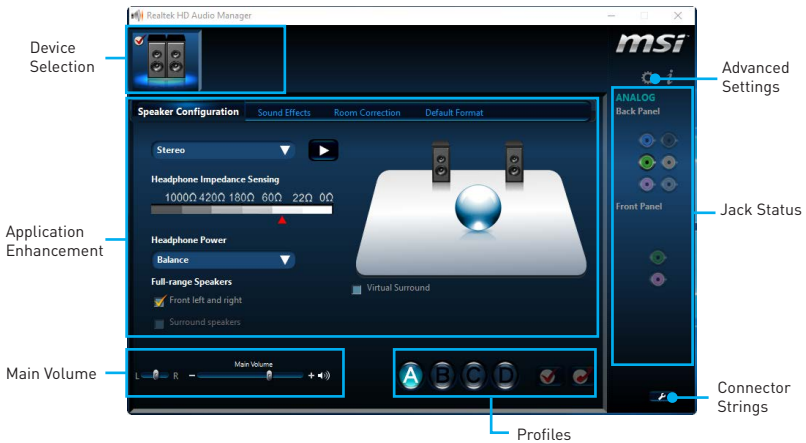 Realtek HD Audio Manager
msi
Device
Selection
Advanced
Settings
i
ANALOG
Back Panel
Speaker Configuration Sound Effects Room Correction Default Format
Stereo
Headphone Impedance Sensing
1000Ω 420Ω 180Ω 60Ω 22Ω 0Ω
Front Panel
Jack Status
Application
Enhancement
Headphone Power
Balance
Full-range Speakers
Front left and right
Surround speakers
Virtual Surround
Main Volume
Main Volume
L R - +
A B C D
Connector
Strings
Profiles